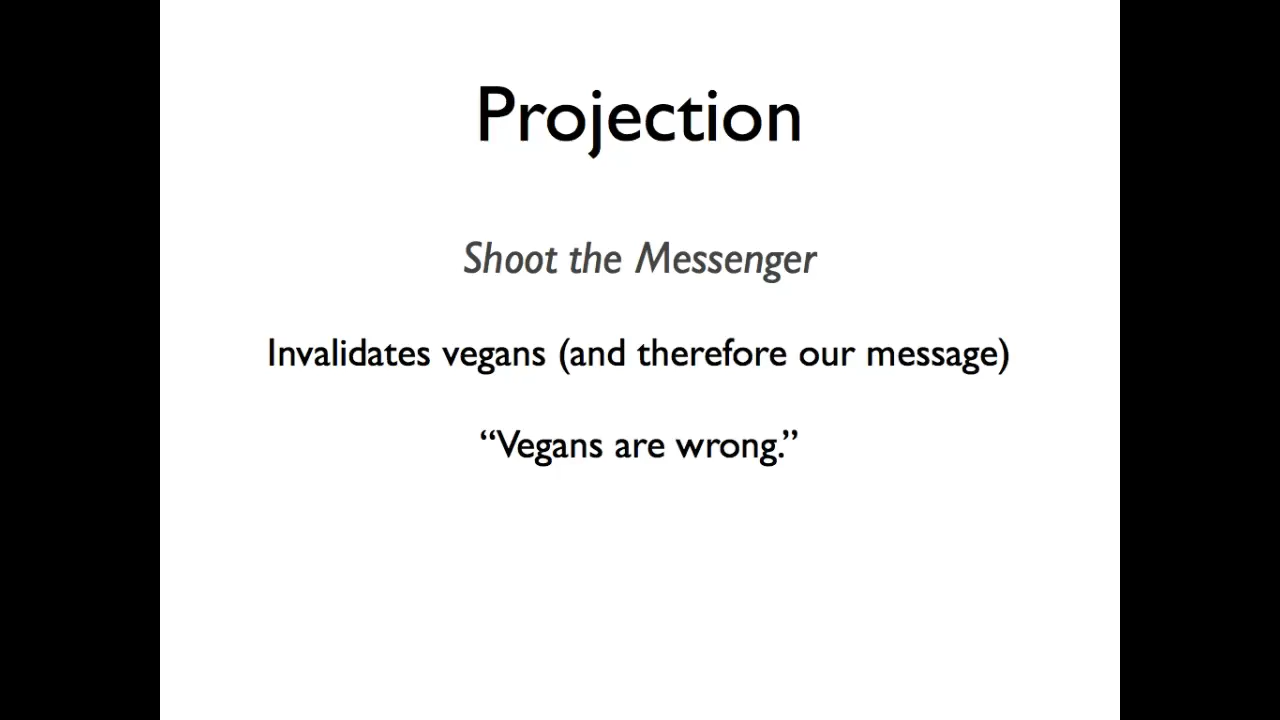 Projection
Shoot the Messenger
Invalidates vegans (and therefore our message)
“Vegans are wrong.”